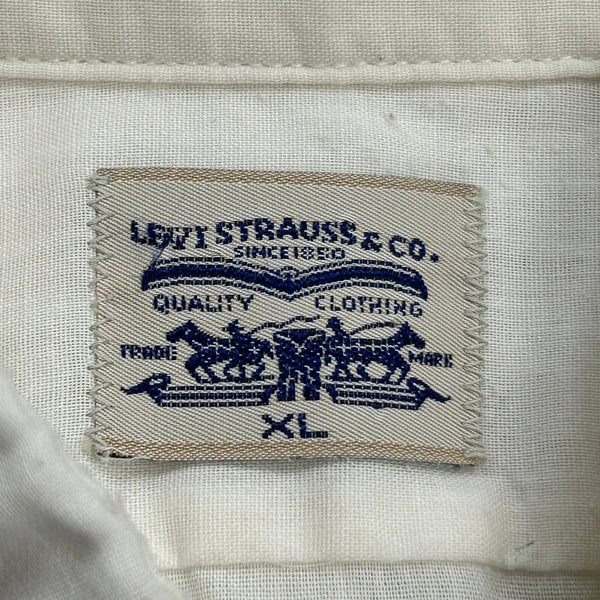 LEVI STRAUSS & CO.
SINCE 1850
QUALITY CLOTHING
TRADE MARK
XL